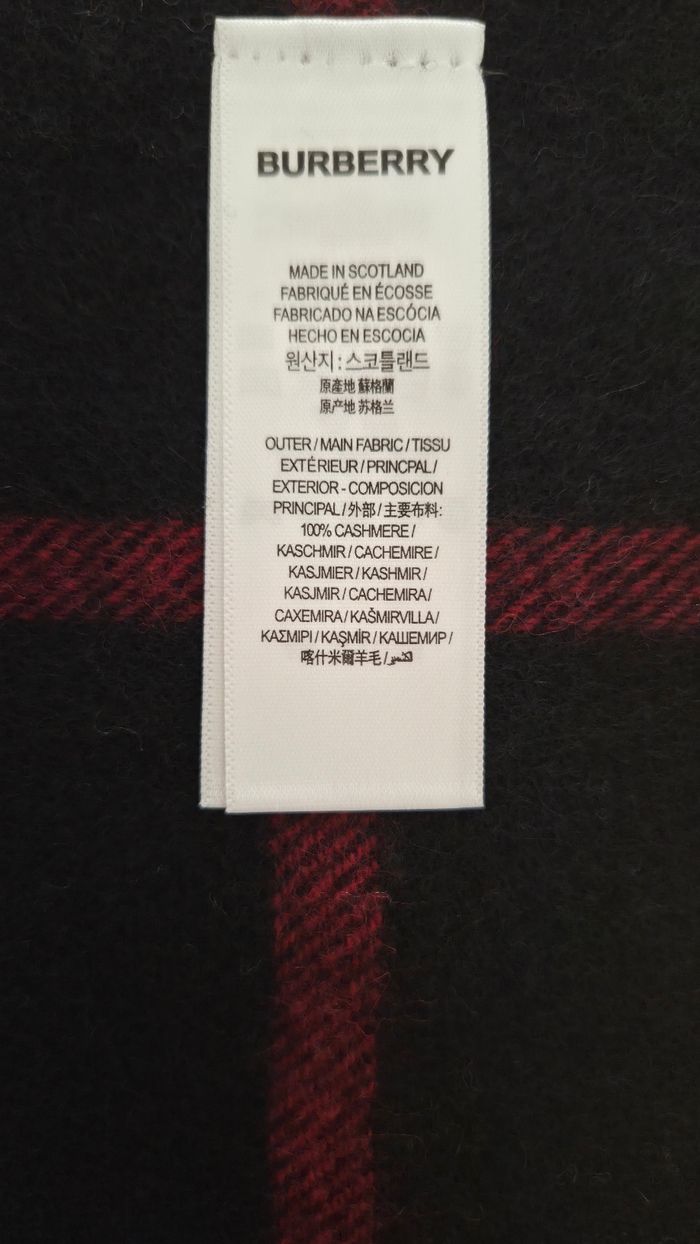 BURBERRY
MADE IN SCOTLAND
FABRIQUÉ EN ÉCOSSE
FABRICADO NA ESCÓCIA
HECHO EN ESCOCIA
원산지 : 스코틀랜드
原產地 蘇格蘭
原产地 苏格兰
OUTER / MAIN FABRIC / TISSU
EXTÉRIEUR / PRINCPAL /
EXTERIOR - COMPOSICION
PRINCIPAL / 外部 / 主要布料:
100% CASHMERE /
KASCHMIR / CACHEMIRE /
KASJMIER / KASHMIR /
KASJMIR / CACHEMIRA /
CAXEMIRA / KAŠMIRVILLA /
ΚΑΣΜΙΡΙ / KAŞMİR / КАШЕМИР /
喀什米爾羊毛 /